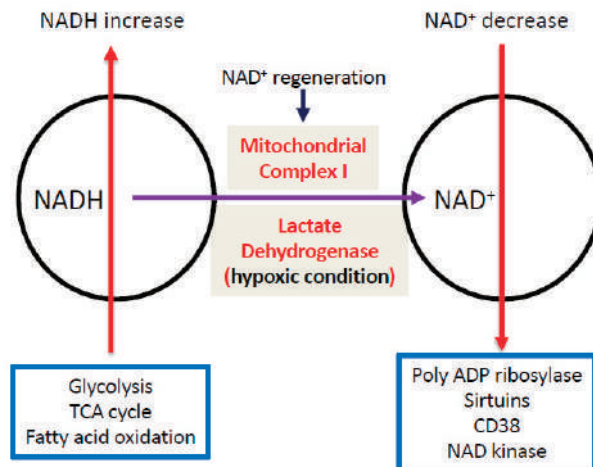 NADH increase
NAD⁺ decrease
NAD⁺ regeneration
Mitochondrial
Complex I
NADH
NAD⁺
Lactate
Dehydrogenase
(hypoxic condition)
Glycolysis
TCA cycle
Fatty acid oxidation
Poly ADP ribosylase
Sirtuins
CD38
NAD kinase